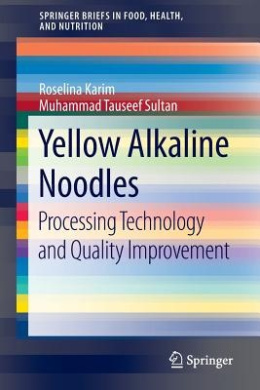 SPRINGER BRIEFS IN FOOD, HEALTH,
AND NUTRITION
Roselina Karim
Muhammad Tauseef Sultan
Yellow Alkaline
Noodles
Processing Technology
and Quality Improvement
Springer